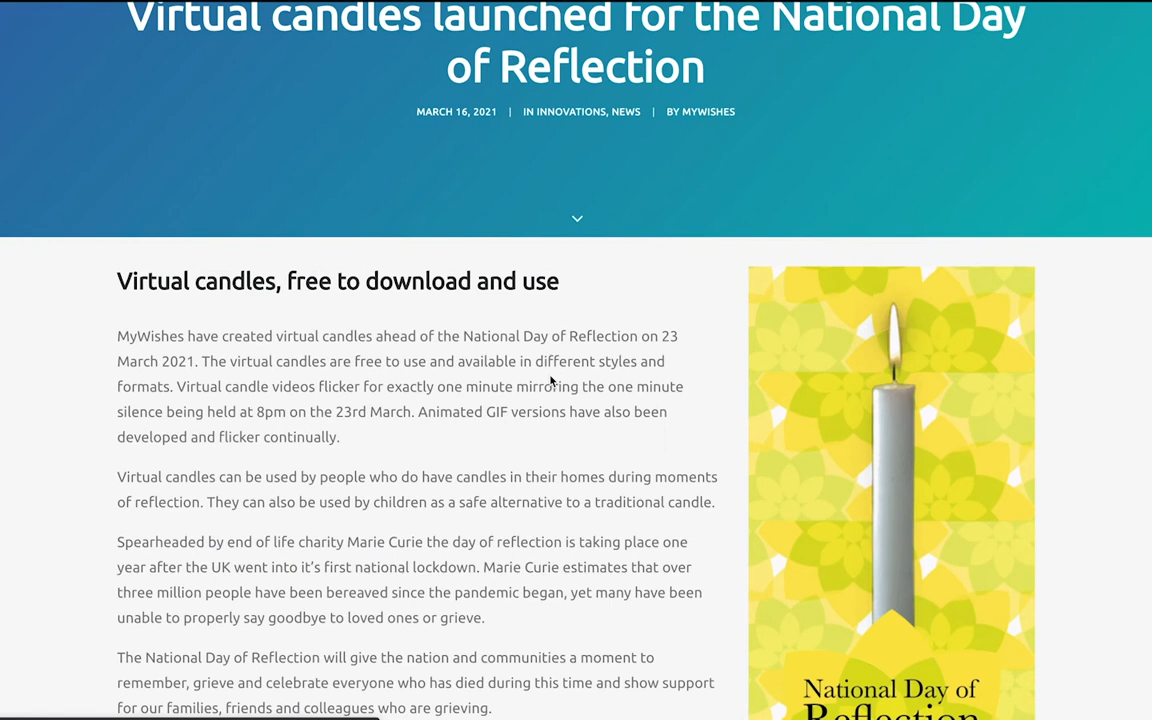 Virtual candles launched for the National Day
of Reflection
MARCH 16, 2021 | IN INNOVATIONS, NEWS | BY MYWISHES
Virtual candles, free to download and use
MyWishes have created virtual candles ahead of the National Day of Reflection on 23
March 2021. The virtual candles are free to use and available in different styles and
formats. Virtual candle videos flicker for exactly one minute mirroring the one minute
silence being held at 8pm on the 23rd March. Animated GIF versions have also been
developed and flicker continually.
Virtual candles can be used by people who do have candles in their homes during moments
of reflection. They can also be used by children as a safe alternative to a traditional candle.
Spearheaded by end of life charity Marie Curie the day of reflection is taking place one
year after the UK went into it’s first national lockdown. Marie Curie estimates that over
three million people have been bereaved since the pandemic began, yet many have been
unable to properly say goodbye to loved ones or grieve.
The National Day of Reflection will give the nation and communities a moment to
remember, grieve and celebrate everyone who has died during this time and show support
for our families, friends and colleagues who are grieving.
National Day of
Reflection